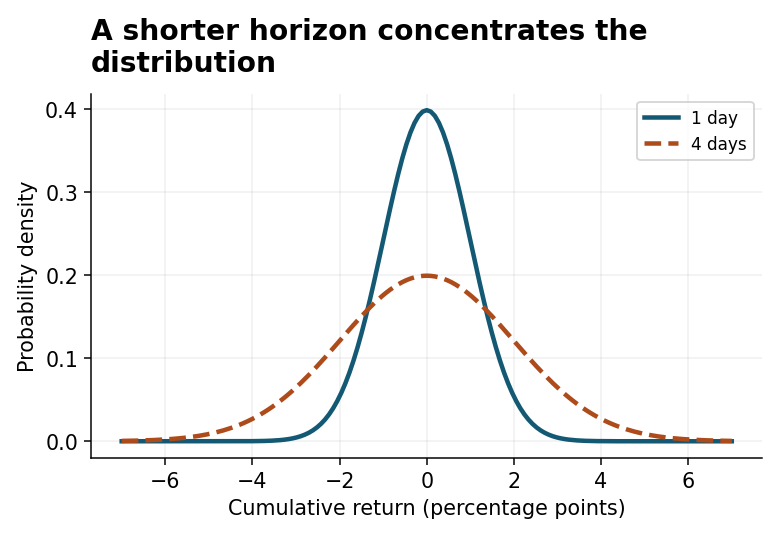 A shorter horizon concentrates the
distribution
Probability density
0.4
0.3
0.2
0.1
0.0
1 day
4 days
−6 −4 −2 0 2 4 6
Cumulative return (percentage points)